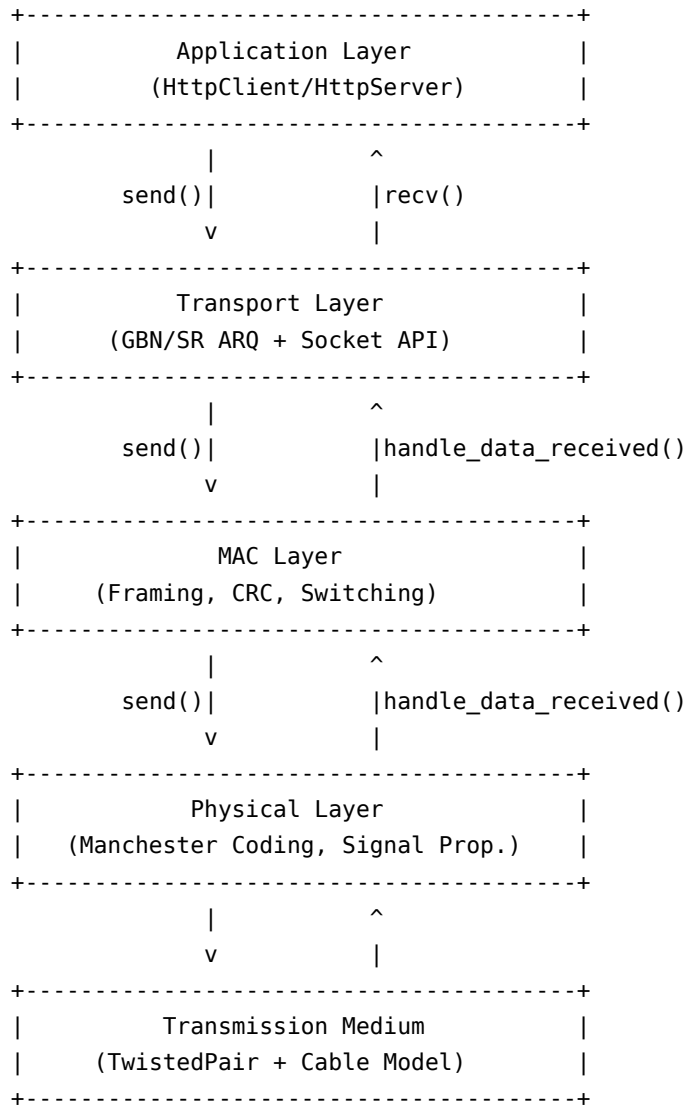 +----------------------------------------+
|           Application Layer            |
|         (HttpClient/HttpServer)        |
+----------------------------------------+
              |           ^
        send()|           |recv()
              v           |
+----------------------------------------+
|           Transport Layer              |
|      (GBN/SR ARQ + Socket API)         |
+----------------------------------------+
              |           ^
        send()|           |handle_data_received()
              v           |
+----------------------------------------+
|              MAC Layer                 |
|     (Framing, CRC, Switching)          |
+----------------------------------------+
              |           ^
        send()|           |handle_data_received()
              v           |
+----------------------------------------+
|            Physical Layer              |
|   (Manchester Coding, Signal Prop.)    |
+----------------------------------------+
              |           ^
              v           |
+----------------------------------------+
|          Transmission Medium           |
|     (TwistedPair + Cable Model)        |
+----------------------------------------+